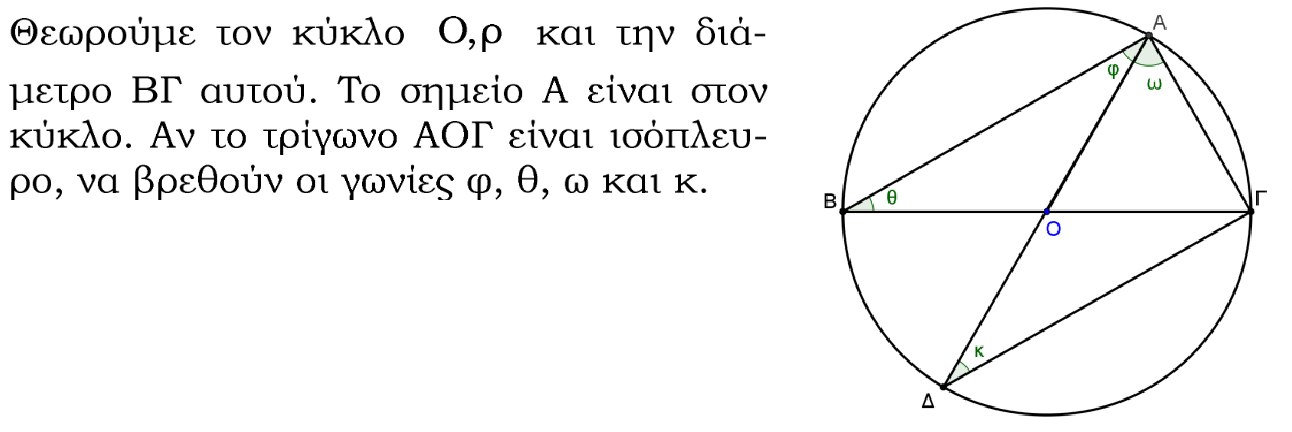 Θεωρούμε τον κύκλο Ο,ρ και την διά-
μετρο ΒΓ αυτού. Το σημείο Α είναι στον
κύκλο. Αν το τρίγωνο ΑΟΓ είναι ισόπλευ-
ρο, να βρεθούν οι γωνίες φ, θ, ω και κ.
Α
φ
ω
Β
θ
Γ
Ο
κ
Δ